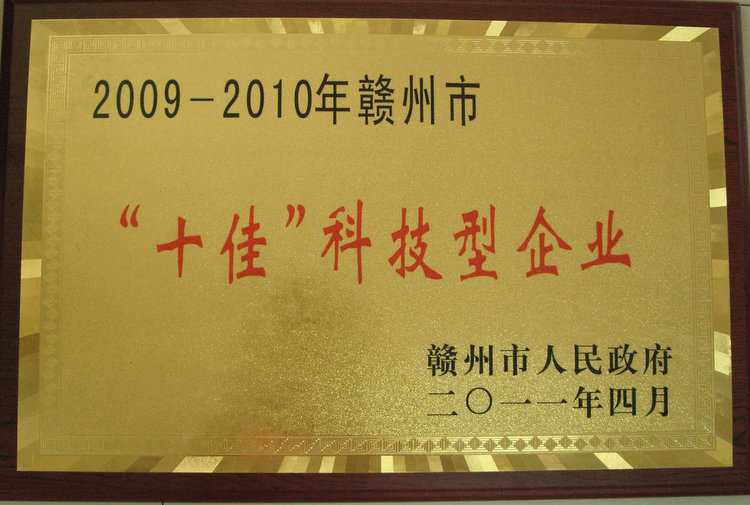 2009-2010年赣州市
“十佳”科技型企业
赣州市人民政府
二〇一一年四月